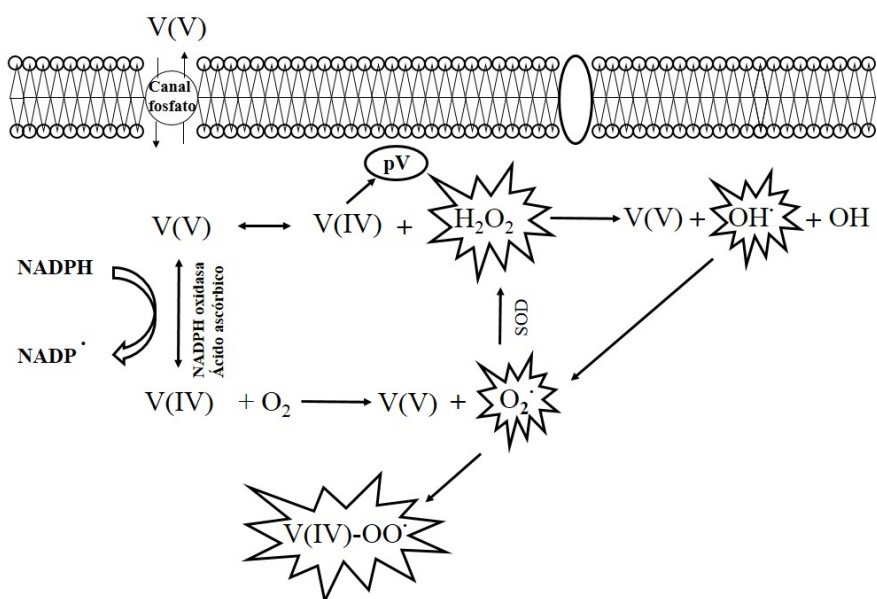 V(V)
Canal
fosfato
pV
V(V) V(IV) + H₂O₂ V(V) + OH˙ + OH
NADPH
NADPH oxidasa
Ácido ascórbico
SOD
NADP˙
V(IV) + O₂ V(V) + O₂˙
V(IV)-OO˙